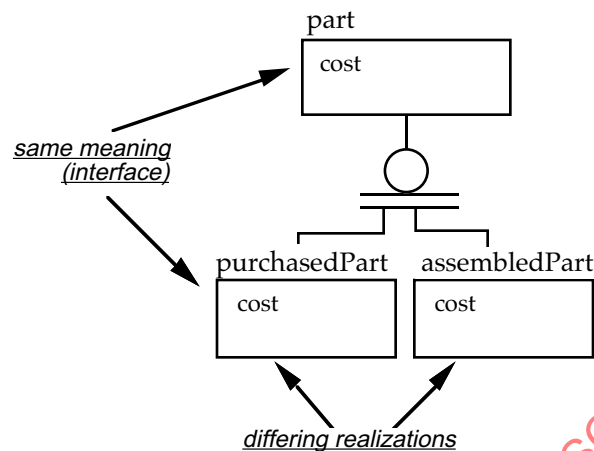 part
cost
same meaning
(interface)
purchasedPart
assembledPart
cost
cost
differing realizations